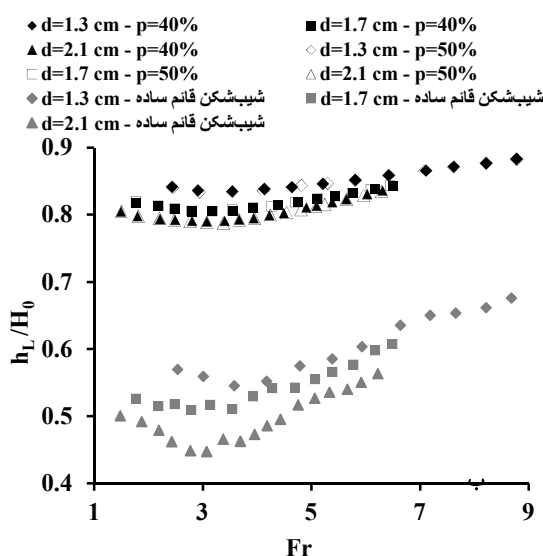 d=1.3 cm - p=40% d=1.7 cm - p=40%
d=2.1 cm - p=40% d=1.3 cm - p=50%
d=1.7 cm - p=50% d=2.1 cm - p=50%
d=1.3 cm - شیب‌شکن قائم ساده d=1.7 cm - شیب‌شکن قائم ساده
d=2.1 cm - شیب‌شکن قائم ساده
0.9
0.8
0.7
0.6
0.5
0.4
hL/H0
1 3 5 7 9
Fr